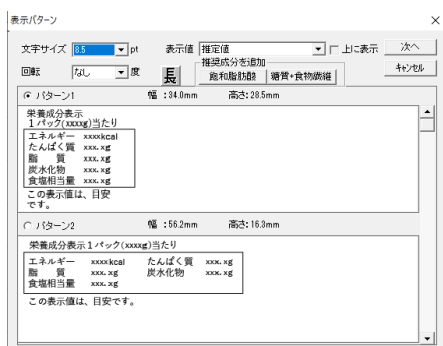 表示パターン
文字サイズ 8.5 pt 表示値 推定値 上に表示 次へ
回転 なし 度 長 推奨成分を追加 飽和脂肪酸 糖質+食物繊維 キャンセル
パターン1 幅 :34.0mm 高さ:28.5mm
栄養成分表示
1パック(xxxxg)当たり
エネルギー xxxxkcal
たんぱく質 xxx.xg
脂 質 xxx.xg
炭水化物 xxx.xg
食塩相当量 xxx.xg
この表示値は、目安
です。
パターン2 幅 :56.2mm 高さ:16.3mm
栄養成分表示1パック(xxxxg)当たり
エネルギー xxxxkcal たんぱく質 xxx.xg
脂 質 xxx.xg 炭水化物 xxx.xg
食塩相当量 xxx.xg
この表示値は、目安です。